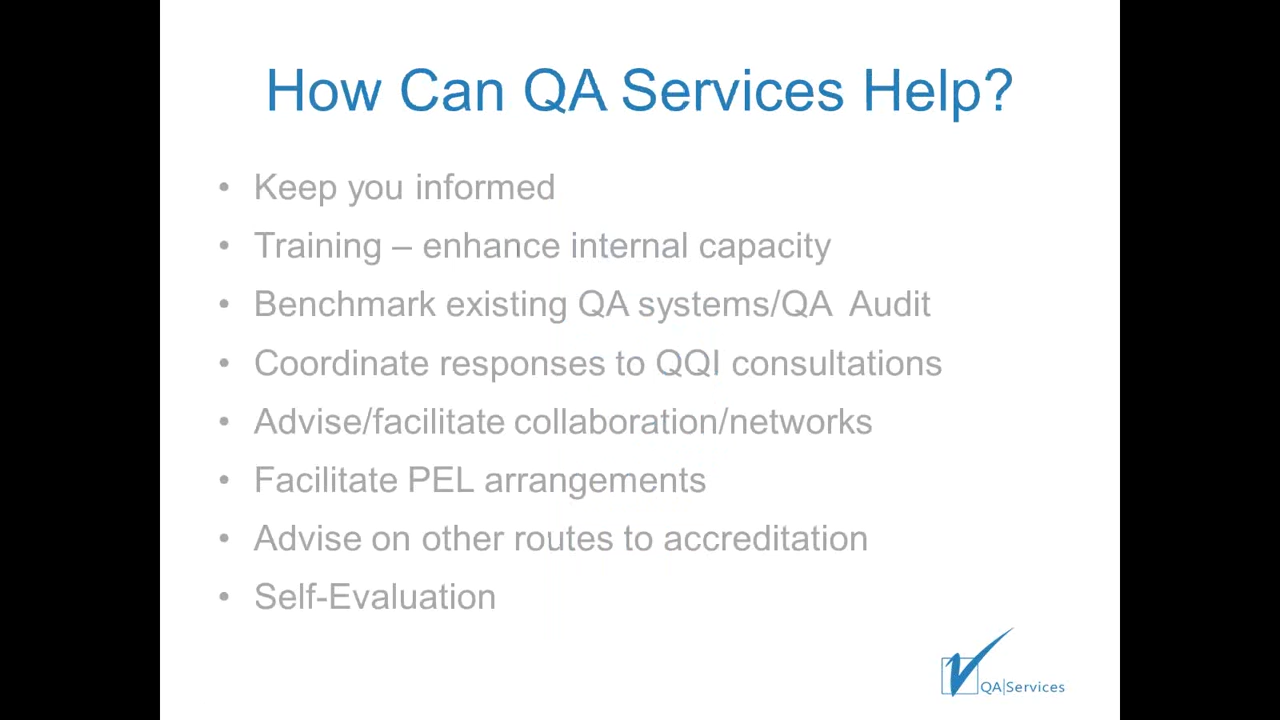 How Can QA Services Help?
• Keep you informed
• Training – enhance internal capacity
• Benchmark existing QA systems/QA  Audit
• Coordinate responses to QQI consultations
• Advise/facilitate collaboration/networks
• Facilitate PEL arrangements
• Advise on other routes to accreditation
• Self-Evaluation
QA|Services